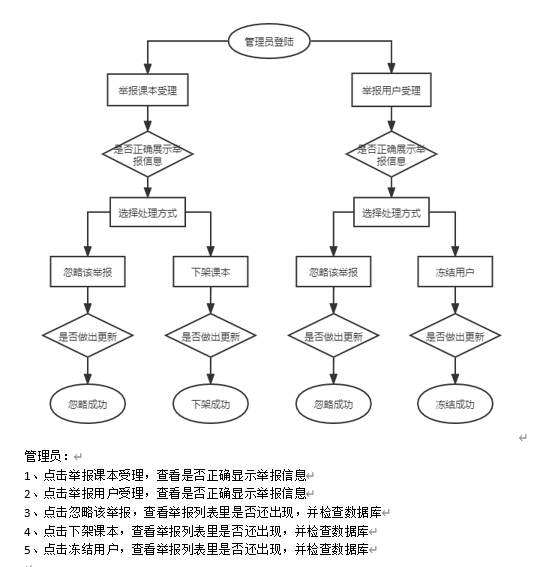 管理员登陆
举报课本受理
举报用户受理
是否正确展示举
报信息
是否正确展示举
报信息
选择处理方式
选择处理方式
忽略该举报
下架课本
忽略该举报
冻结用户
是否做出更新
是否做出更新
是否做出更新
是否做出更新
忽略成功
下架成功
忽略成功
冻结成功
管理员：
1、点击举报课本受理，查看是否正确显示举报信息
2、点击举报用户受理，查看是否正确显示举报信息
3、点击忽略该举报，查看举报列表里是否还出现，并检查数据库
4、点击下架课本，查看举报列表里是否还出现，并检查数据库
5、点击冻结用户，查看举报列表里是否还出现，并检查数据库